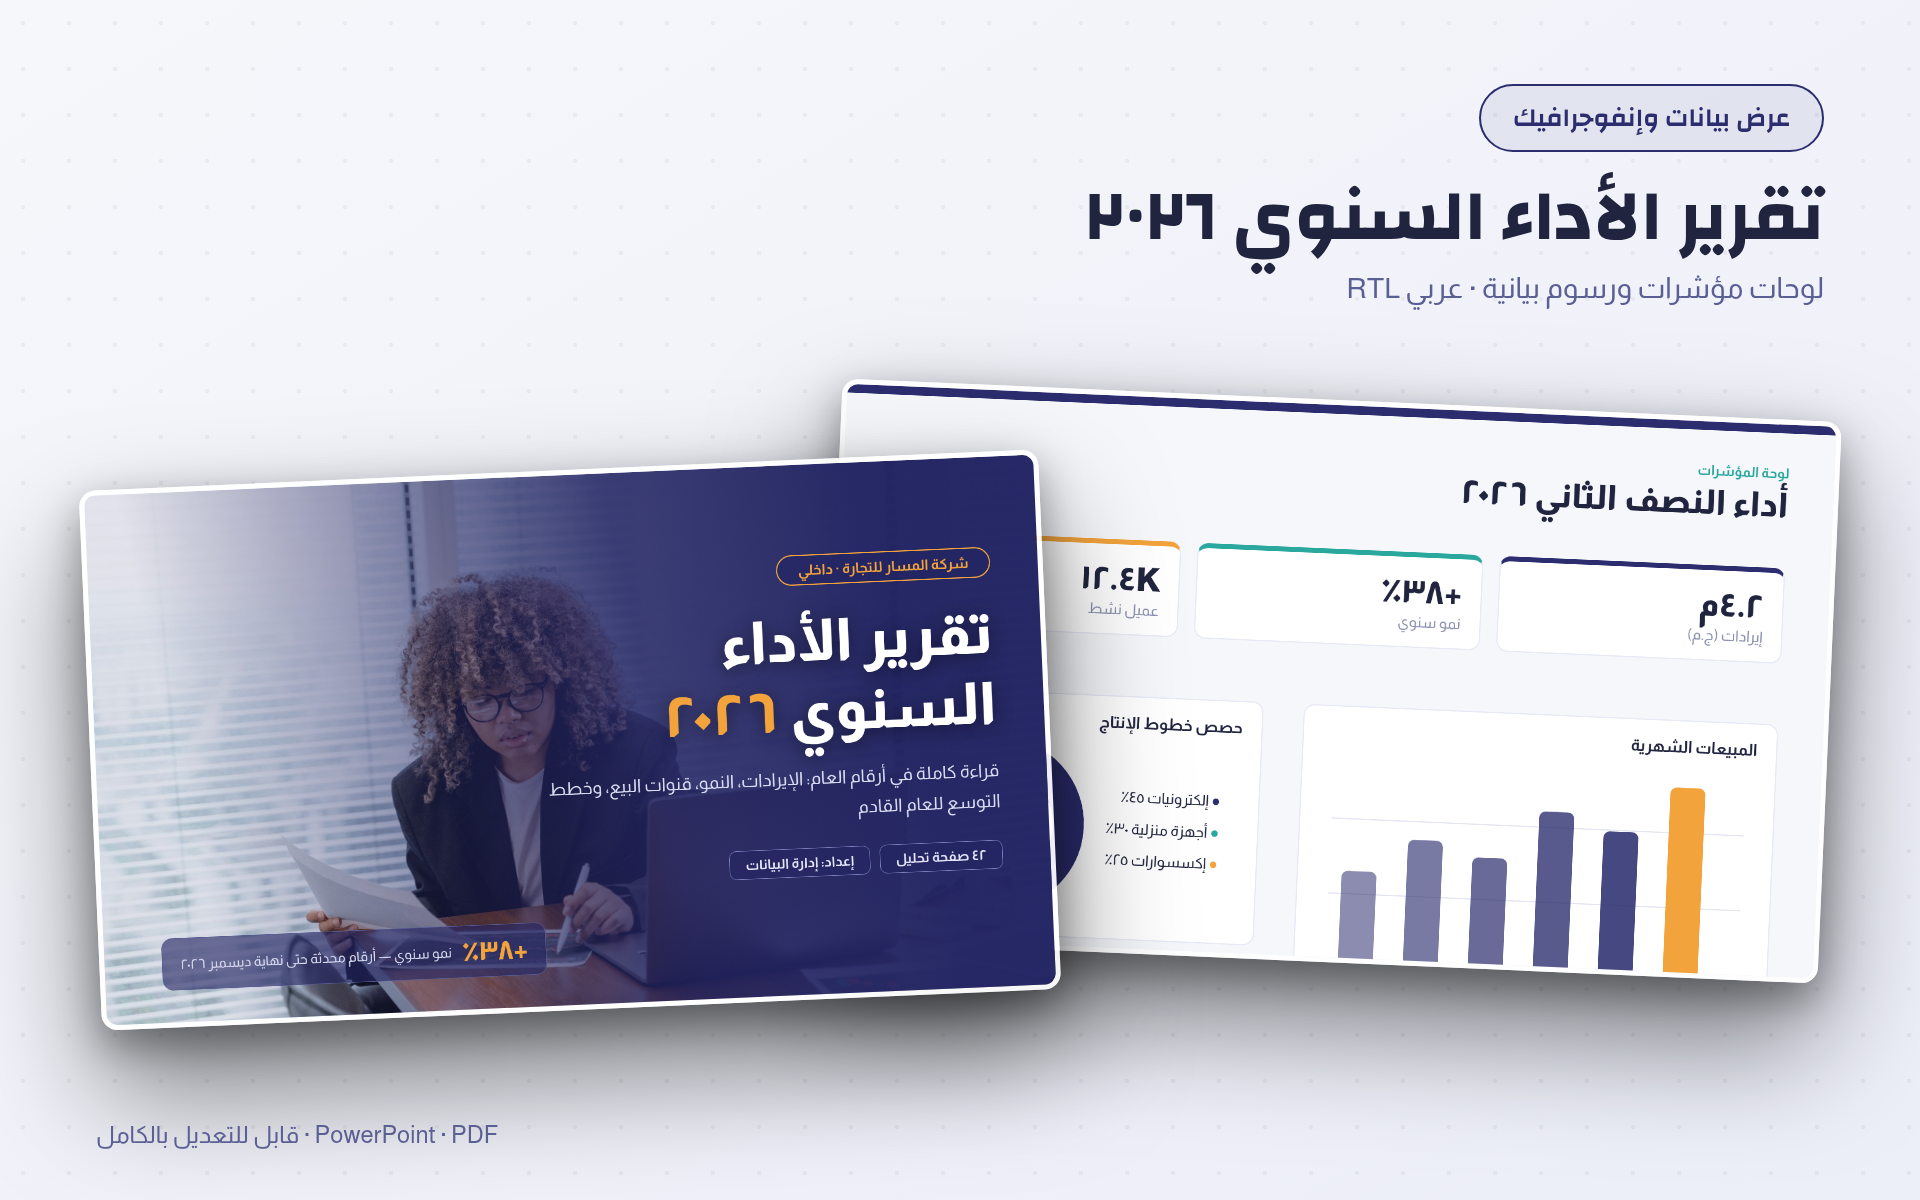 عرض بيانات وإنفوجرافيك
تقرير الأداء السنوي ٢٠٢٦
لوحات مؤشرات ورسوم بيانية · عربي RTL
لوحة المؤشرات
أداء النصف الثاني ٢٠٢٦
٤.٢م
إيرادات (ج.م)
+٣٨٪
نمو سنوي
١٢.٤K
عميل نشط
المبيعات الشهرية
حصص خطوط الإنتاج
إلكترونيات ٤٥٪
أجهزة منزلية ٣٠٪
إكسسوارات ٢٥٪
شركة المسار للتجارة · داخلي
تقرير الأداء
السنوي ٢٠٢٦
قراءة كاملة في أرقام العام: الإيرادات، النمو، قنوات البيع، وخطط
التوسع للعام القادم
٤٢ صفحة تحليل
إعداد: إدارة البيانات
+٣٨٪ نمو سنوي — أرقام محدثة حتى نهاية ديسمبر ٢٠٢٦
PowerPoint · PDF · قابل للتعديل بالكامل